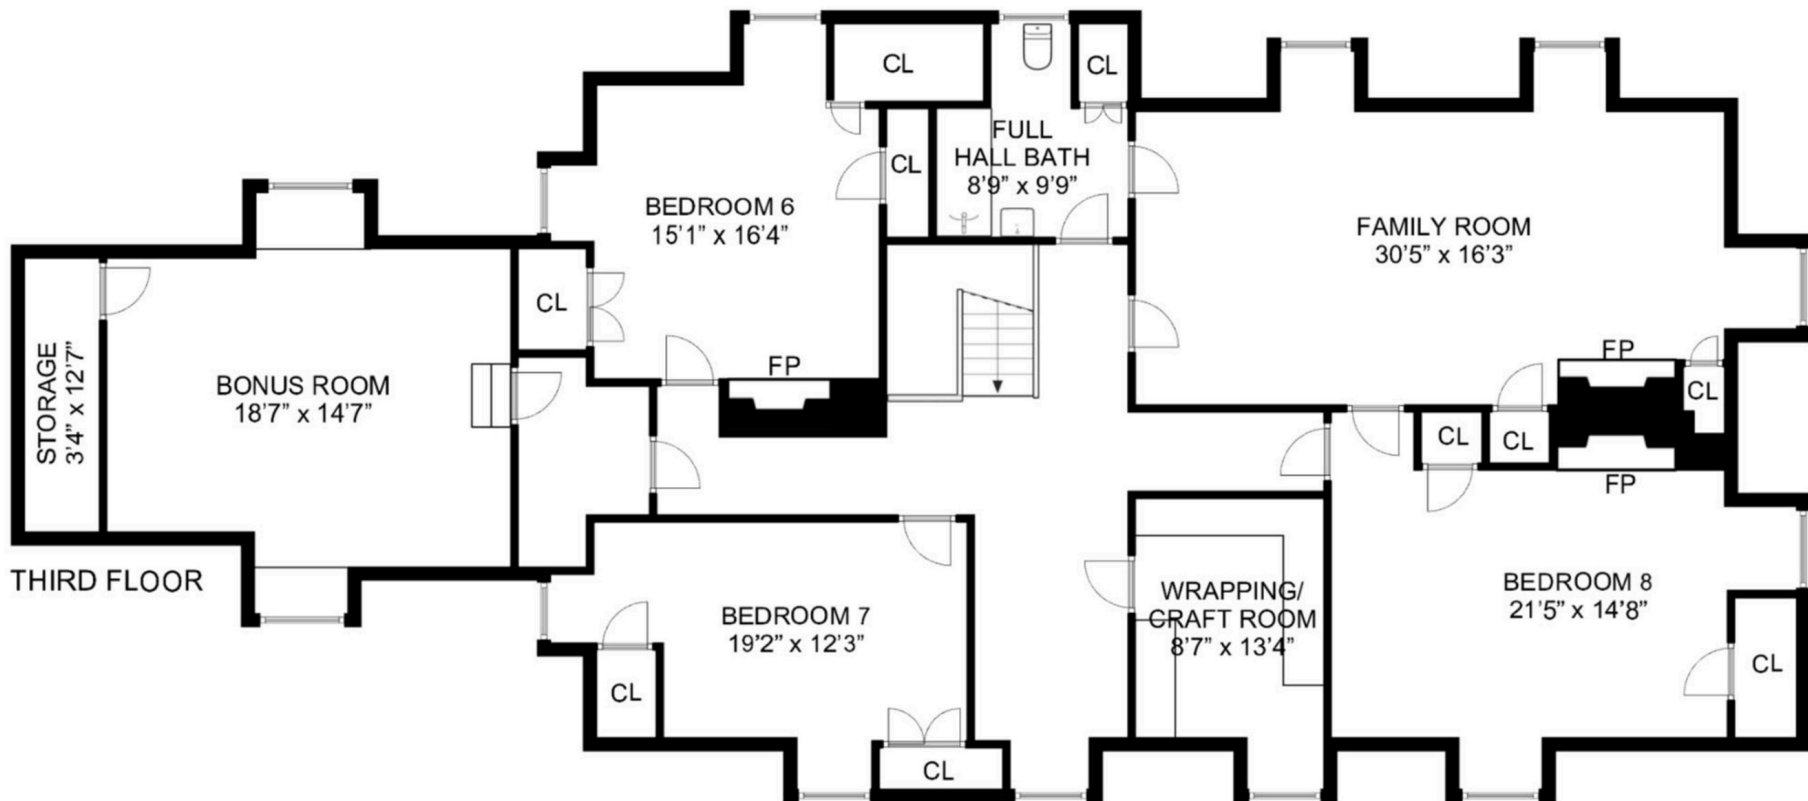 CL
CL
FULL
HALL BATH
8’9” x 9’9”
CL
BEDROOM 6
15’1” x 16’4”
FAMILY ROOM
30’5” x 16’3”
CL
STORAGE
3’4” x 12’7”
BONUS ROOM
18’7” x 14’7”
FP
FP
CL
CL
CL
FP
THIRD FLOOR
BEDROOM 7
19’2” x 12’3”
WRAPPING/
CRAFT ROOM
8’7” x 13’4”
BEDROOM 8
21’5” x 14’8”
CL
CL
CL